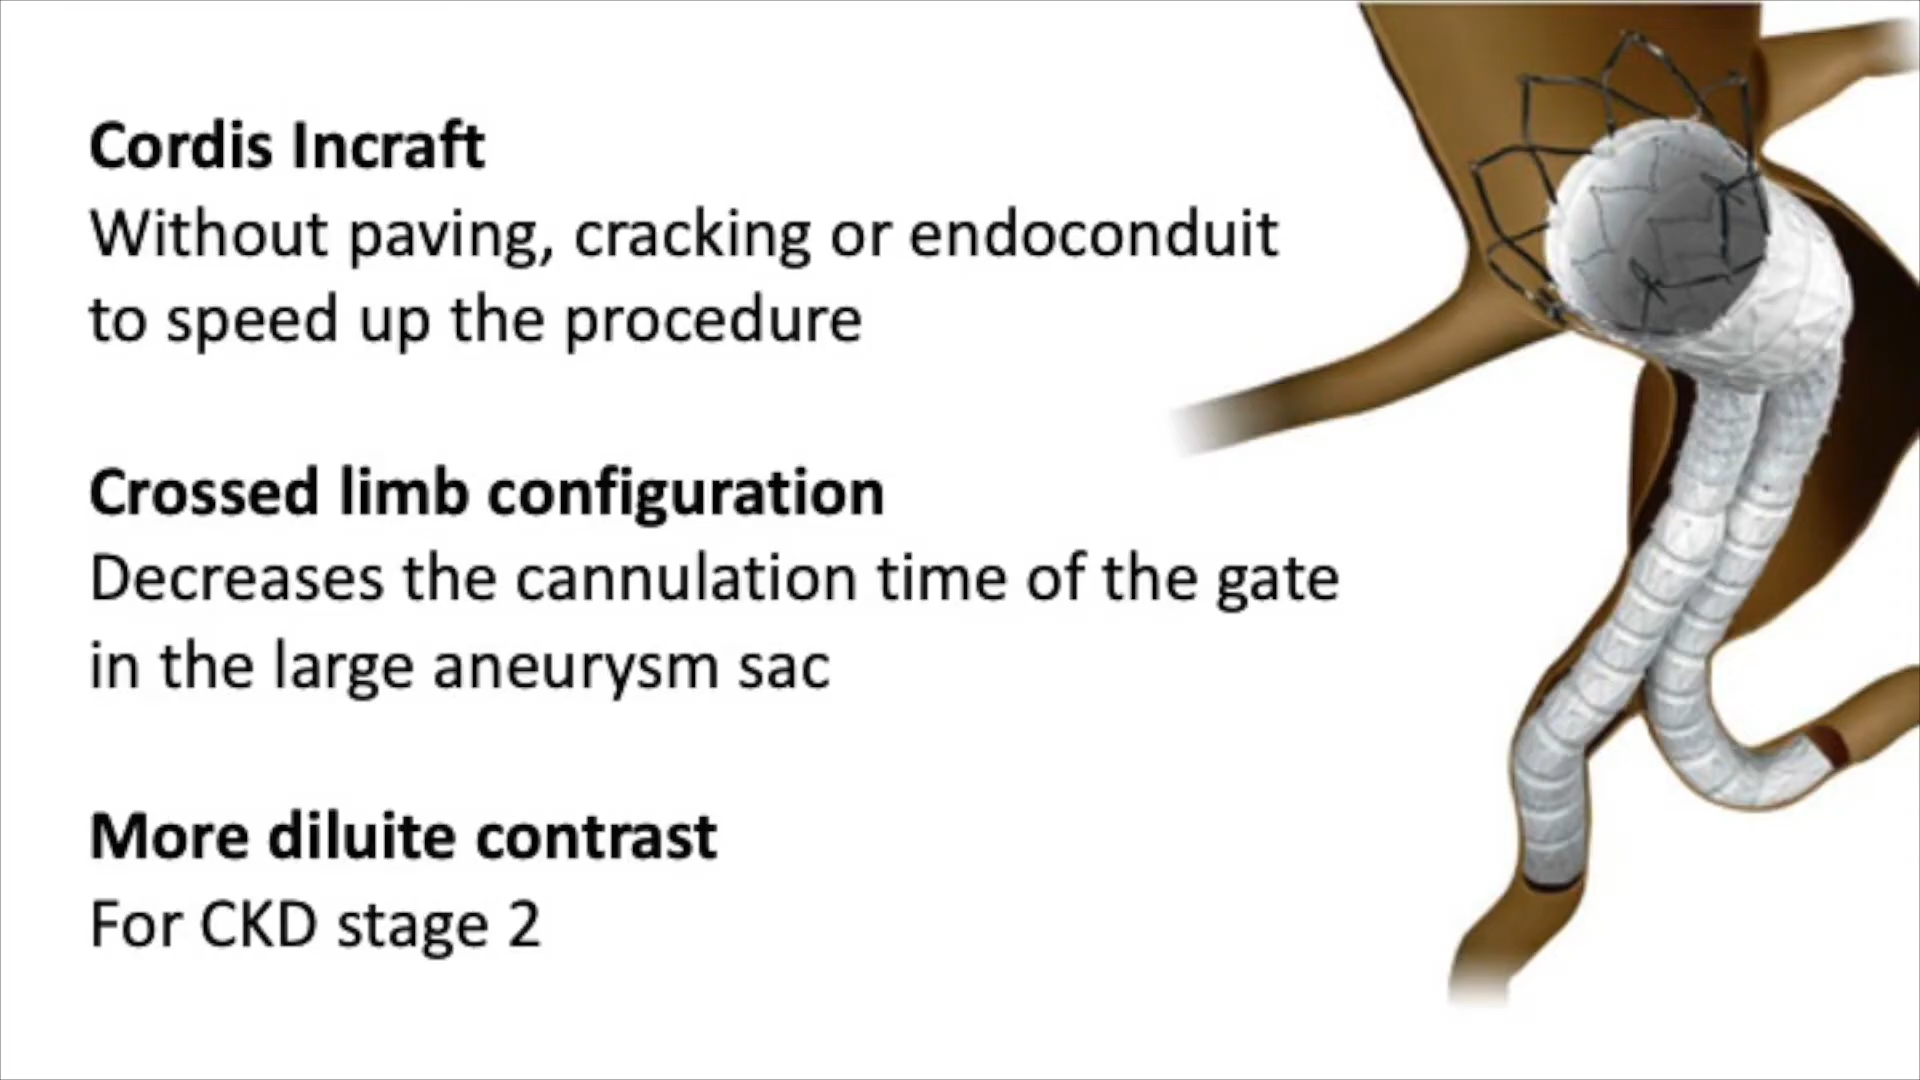 Cordis Incraft
Without paving, cracking or endoconduit
to speed up the procedure
Crossed limb configuration
Decreases the cannulation time of the gate
in the large aneurysm sac
More diluite contrast
For CKD stage 2